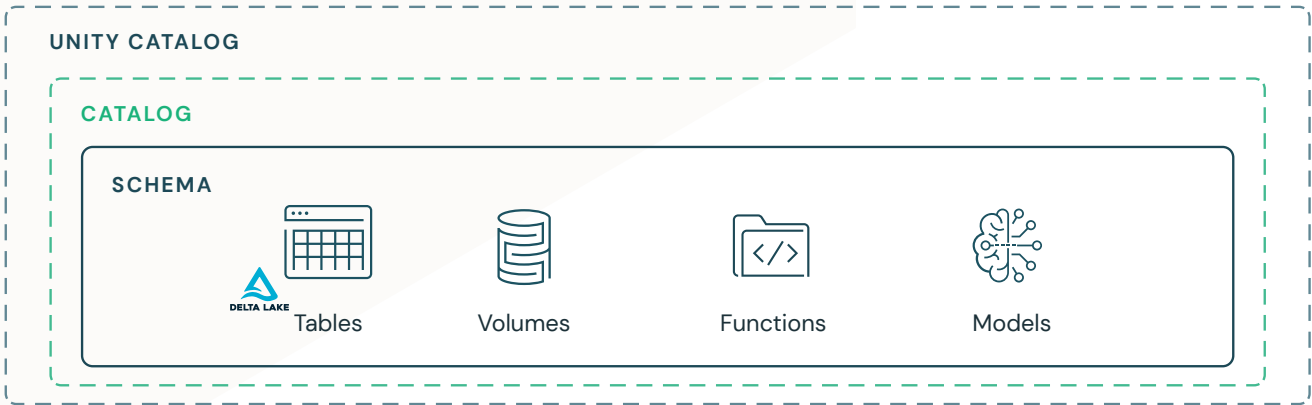 UNITY CATALOG
CATALOG
SCHEMA
</>
DELTA LAKE
Tables
Volumes
Functions
Models